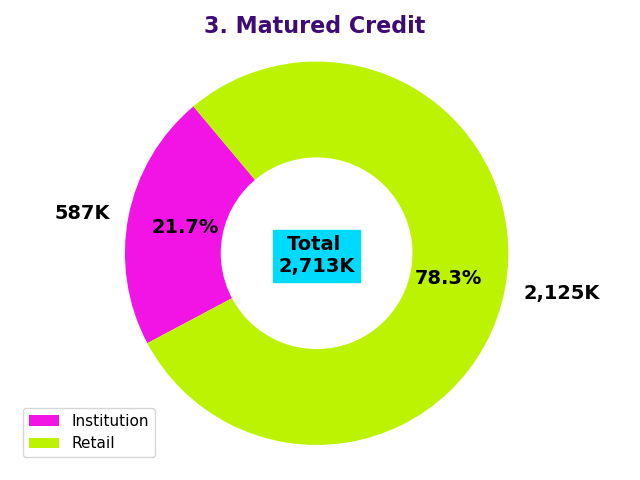 3. Matured Credit
587K
21.7%
Total
2,713K
78.3%
2,125K
Institution
Retail